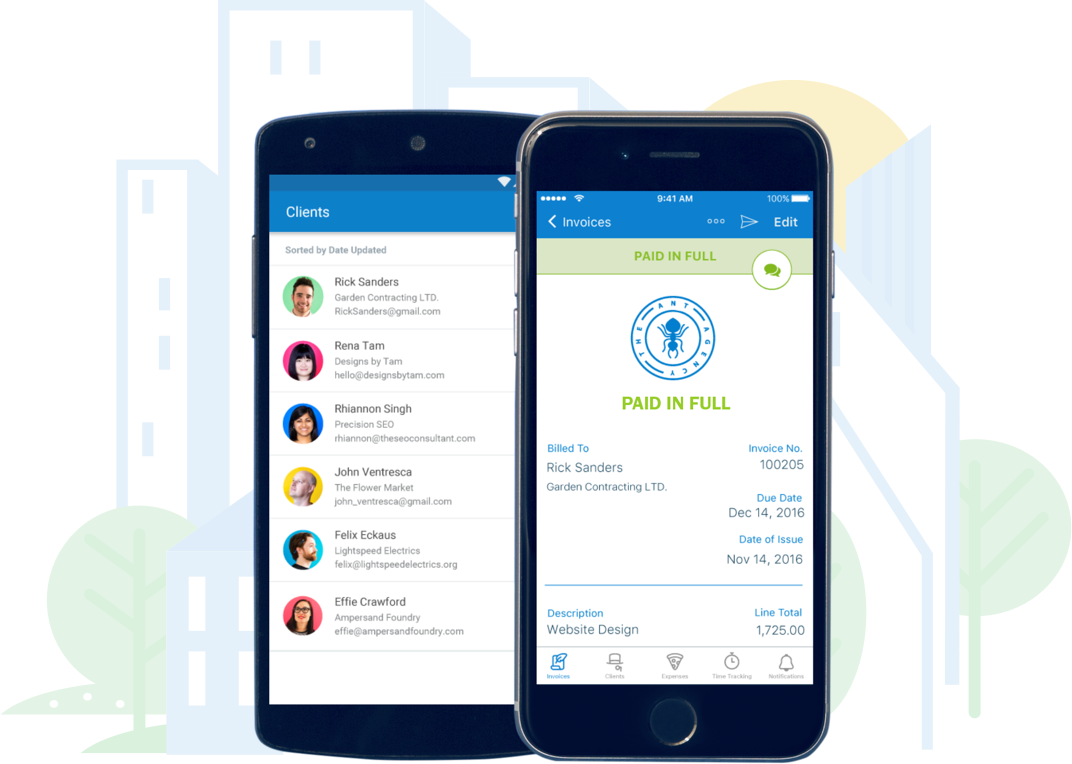 Clients
Sorted by Date Updated
Rick Sanders
Garden Contracting LTD.
RickSanders@gmail.com
Rena Tam
Designs by Tam
hello@designsbytam.com
Rhiannon Singh
Precision SEO
rhiannon@theseoconsultant.com
John Ventresca
The Flower Market
john_ventresca@gmail.com
Felix Eckaus
Lightspeed Electrics
felix@lightspeedelectrics.org
Effie Crawford
Ampersand Foundry
effie@ampersandfoundry.com
9:41 AM 100%
Invoices Edit
PAID IN FULL
THE ANT AGENCY
PAID IN FULL
Billed To Invoice No.
Rick Sanders 100205
Garden Contracting LTD.
Due Date
Dec 14, 2016
Date of Issue
Nov 14, 2016
Description Line Total
Website Design 1,725.00
Invoices Clients Expenses Time Tracking Notifications